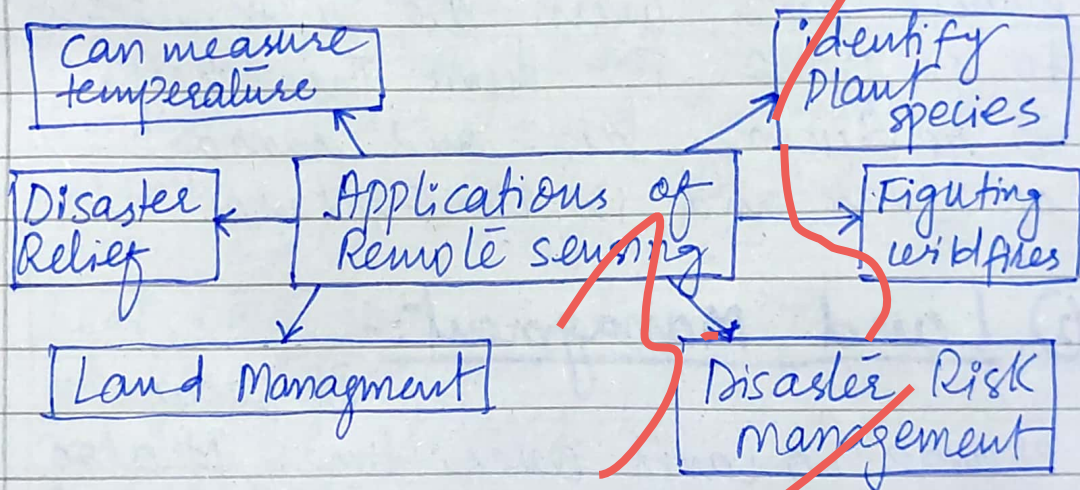 Can measure
temperature
identify
Plant
species
Disaster
Relief
Applications of
Remote sensing
Figuting
wildfires
Land Managment
Disaster Risk
management